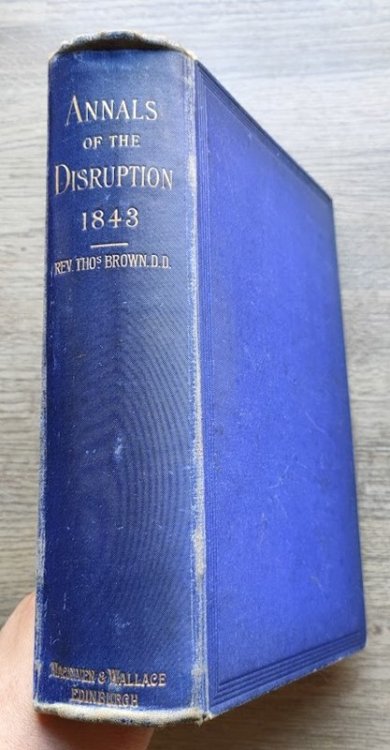 ANNALS
OF THE
DISRUPTION
1843
REV. THOS BROWN. D.D.
MACNIVEN & WALLACE
EDINBURGH